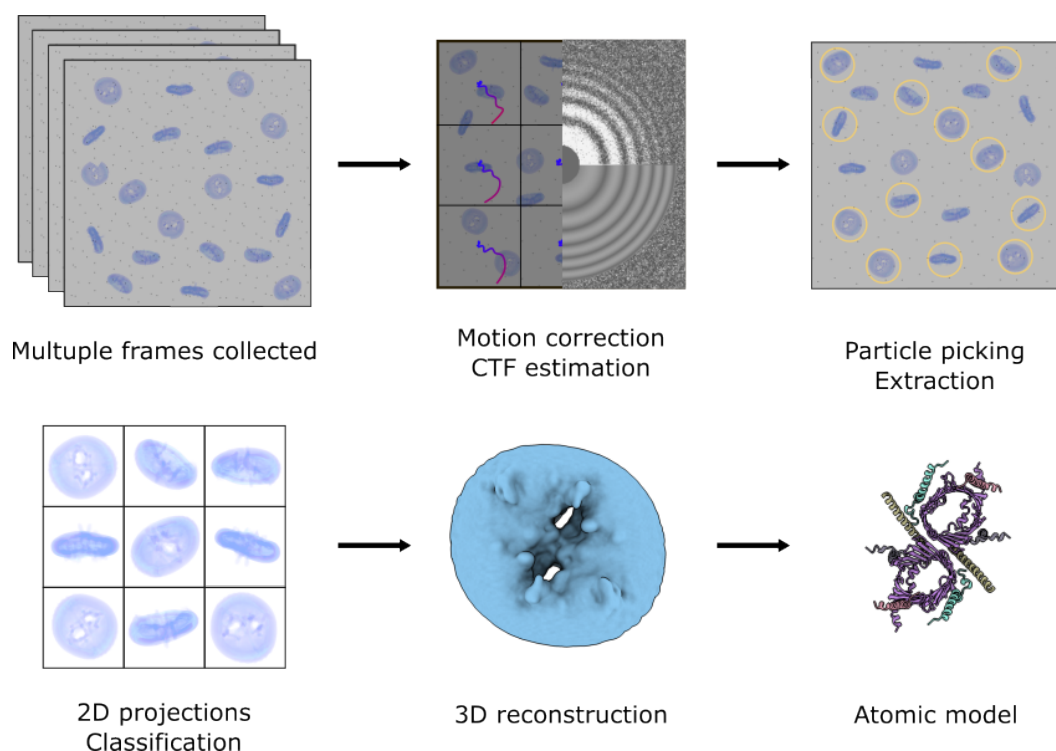 Multuple frames collected
Motion correction
CTF estimation
Particle picking
Extraction
2D projections
Classification
3D reconstruction
Atomic model